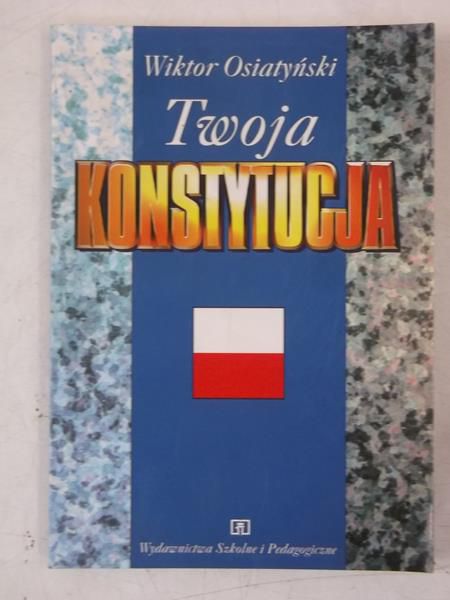 Wiktor Osiatyński
Twoja
KONSTYTUCJA
Wydawnictwa Szkolne i Pedagogiczne